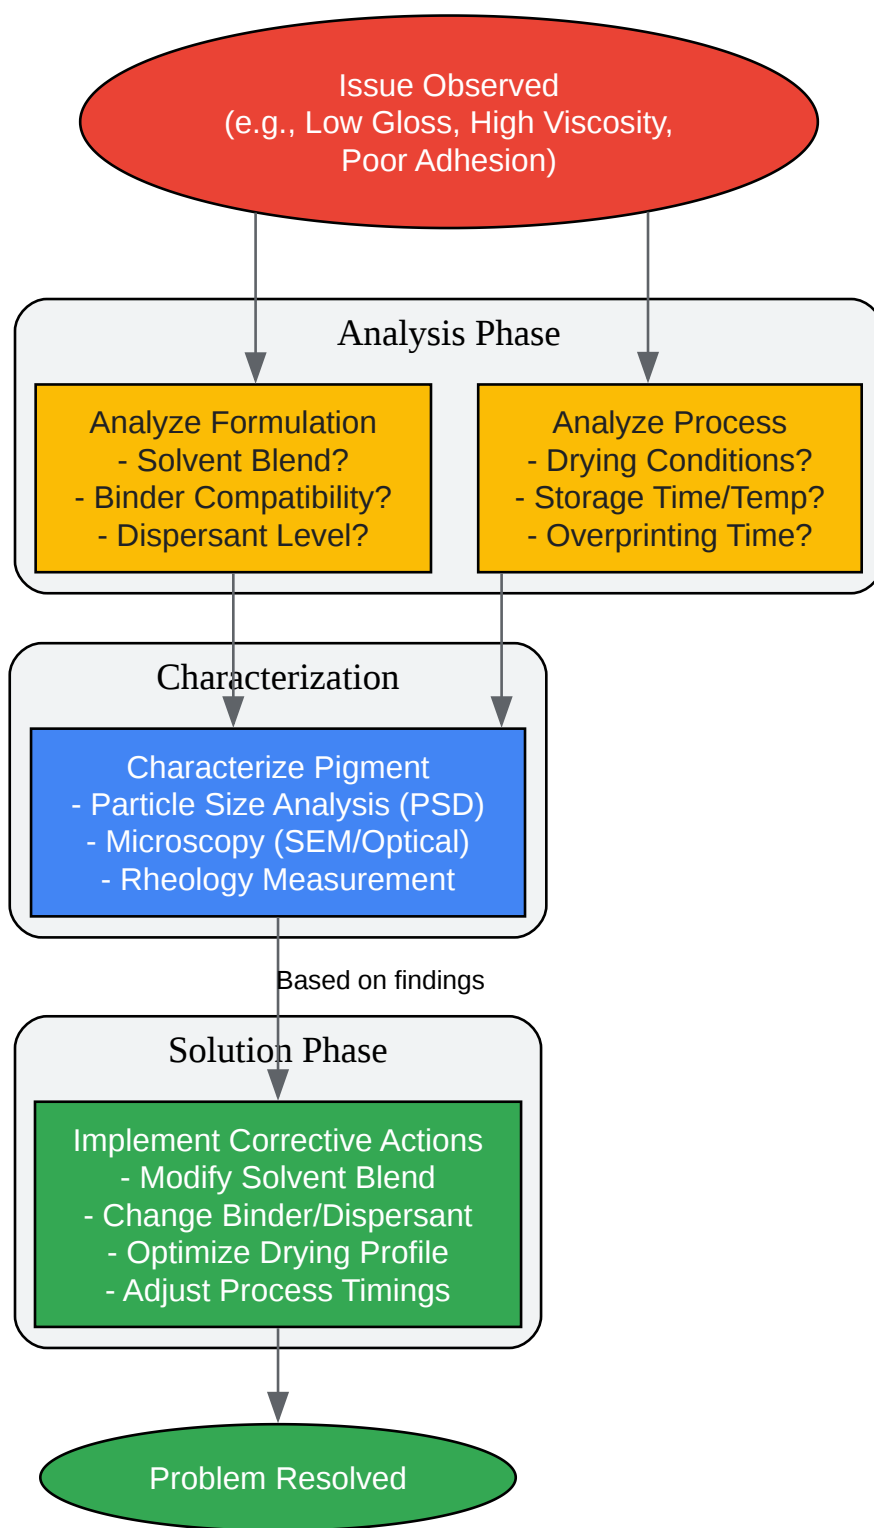 Issue Observed
(e.g., Low Gloss, High Viscosity,
Poor Adhesion)
Analysis Phase
Analyze Formulation
- Solvent Blend?
- Binder Compatibility?
- Dispersant Level?
Analyze Process
- Drying Conditions?
- Storage Time/Temp?
- Overprinting Time?
Characterization
Characterize Pigment
- Particle Size Analysis (PSD)
- Microscopy (SEM/Optical)
- Rheology Measurement
Based on findings
Solution Phase
Implement Corrective Actions
- Modify Solvent Blend
- Change Binder/Dispersant
- Optimize Drying Profile
- Adjust Process Timings
Problem Resolved